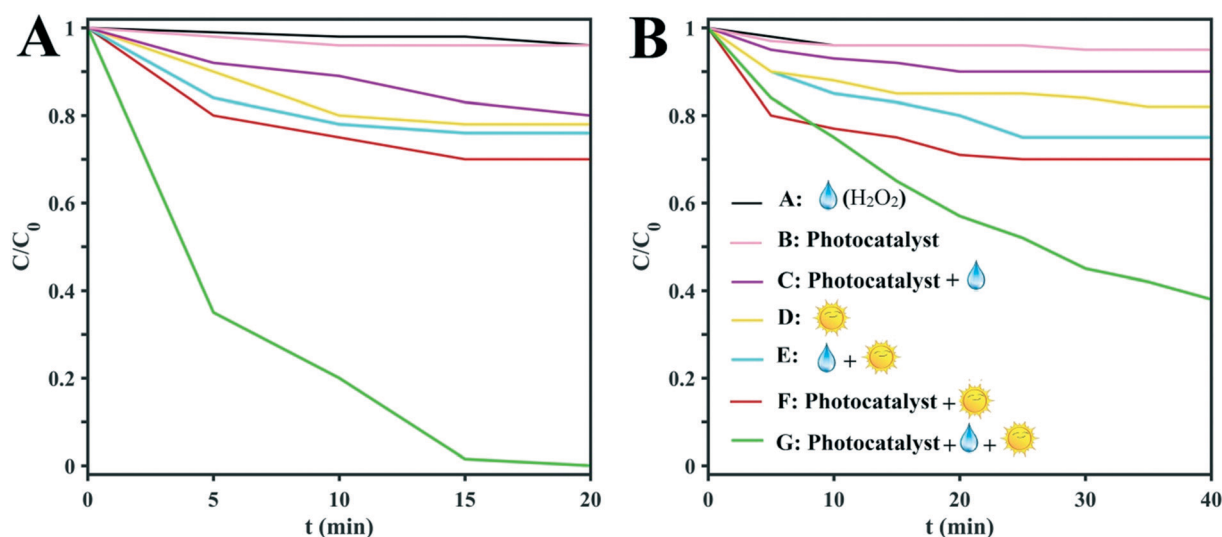 A
1
0.8
0.6
0.4
0.2
0
C/C₀
0
5
10
15
20
t (min)
B
1
0.8
0.6
0.4
0.2
0
C/C₀
0
10
20
30
40
t (min)
A: (H₂O₂)
B: Photocatalyst
C: Photocatalyst +
D:
E: +
F: Photocatalyst +
G: Photocatalyst + +